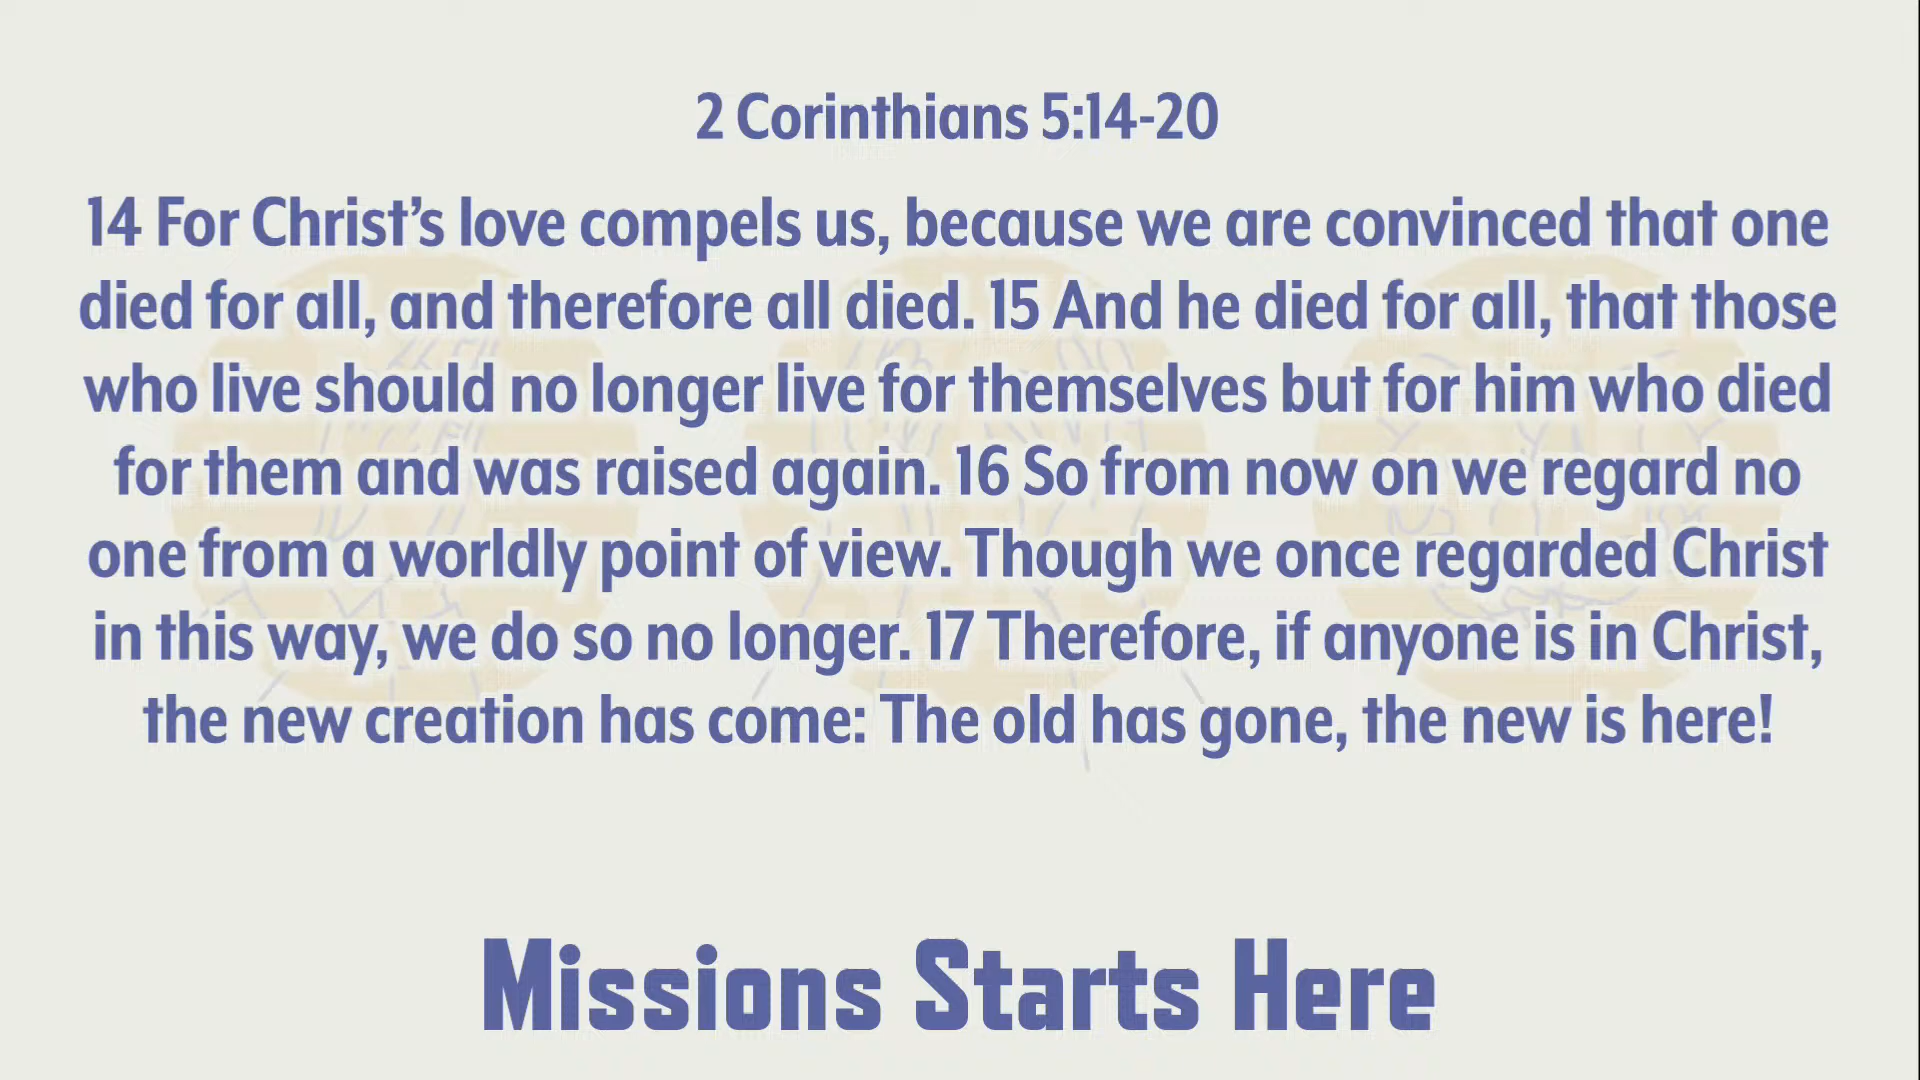 2 Corinthians 5:14-20
14 For Christ’s love compels us, because we are convinced that one
died for all, and therefore all died. 15 And he died for all, that those
who live should no longer live for themselves but for him who died
for them and was raised again. 16 So from now on we regard no
one from a worldly point of view. Though we once regarded Christ
in this way, we do so no longer. 17 Therefore, if anyone is in Christ,
the new creation has come: The old has gone, the new is here!
Missions Starts Here